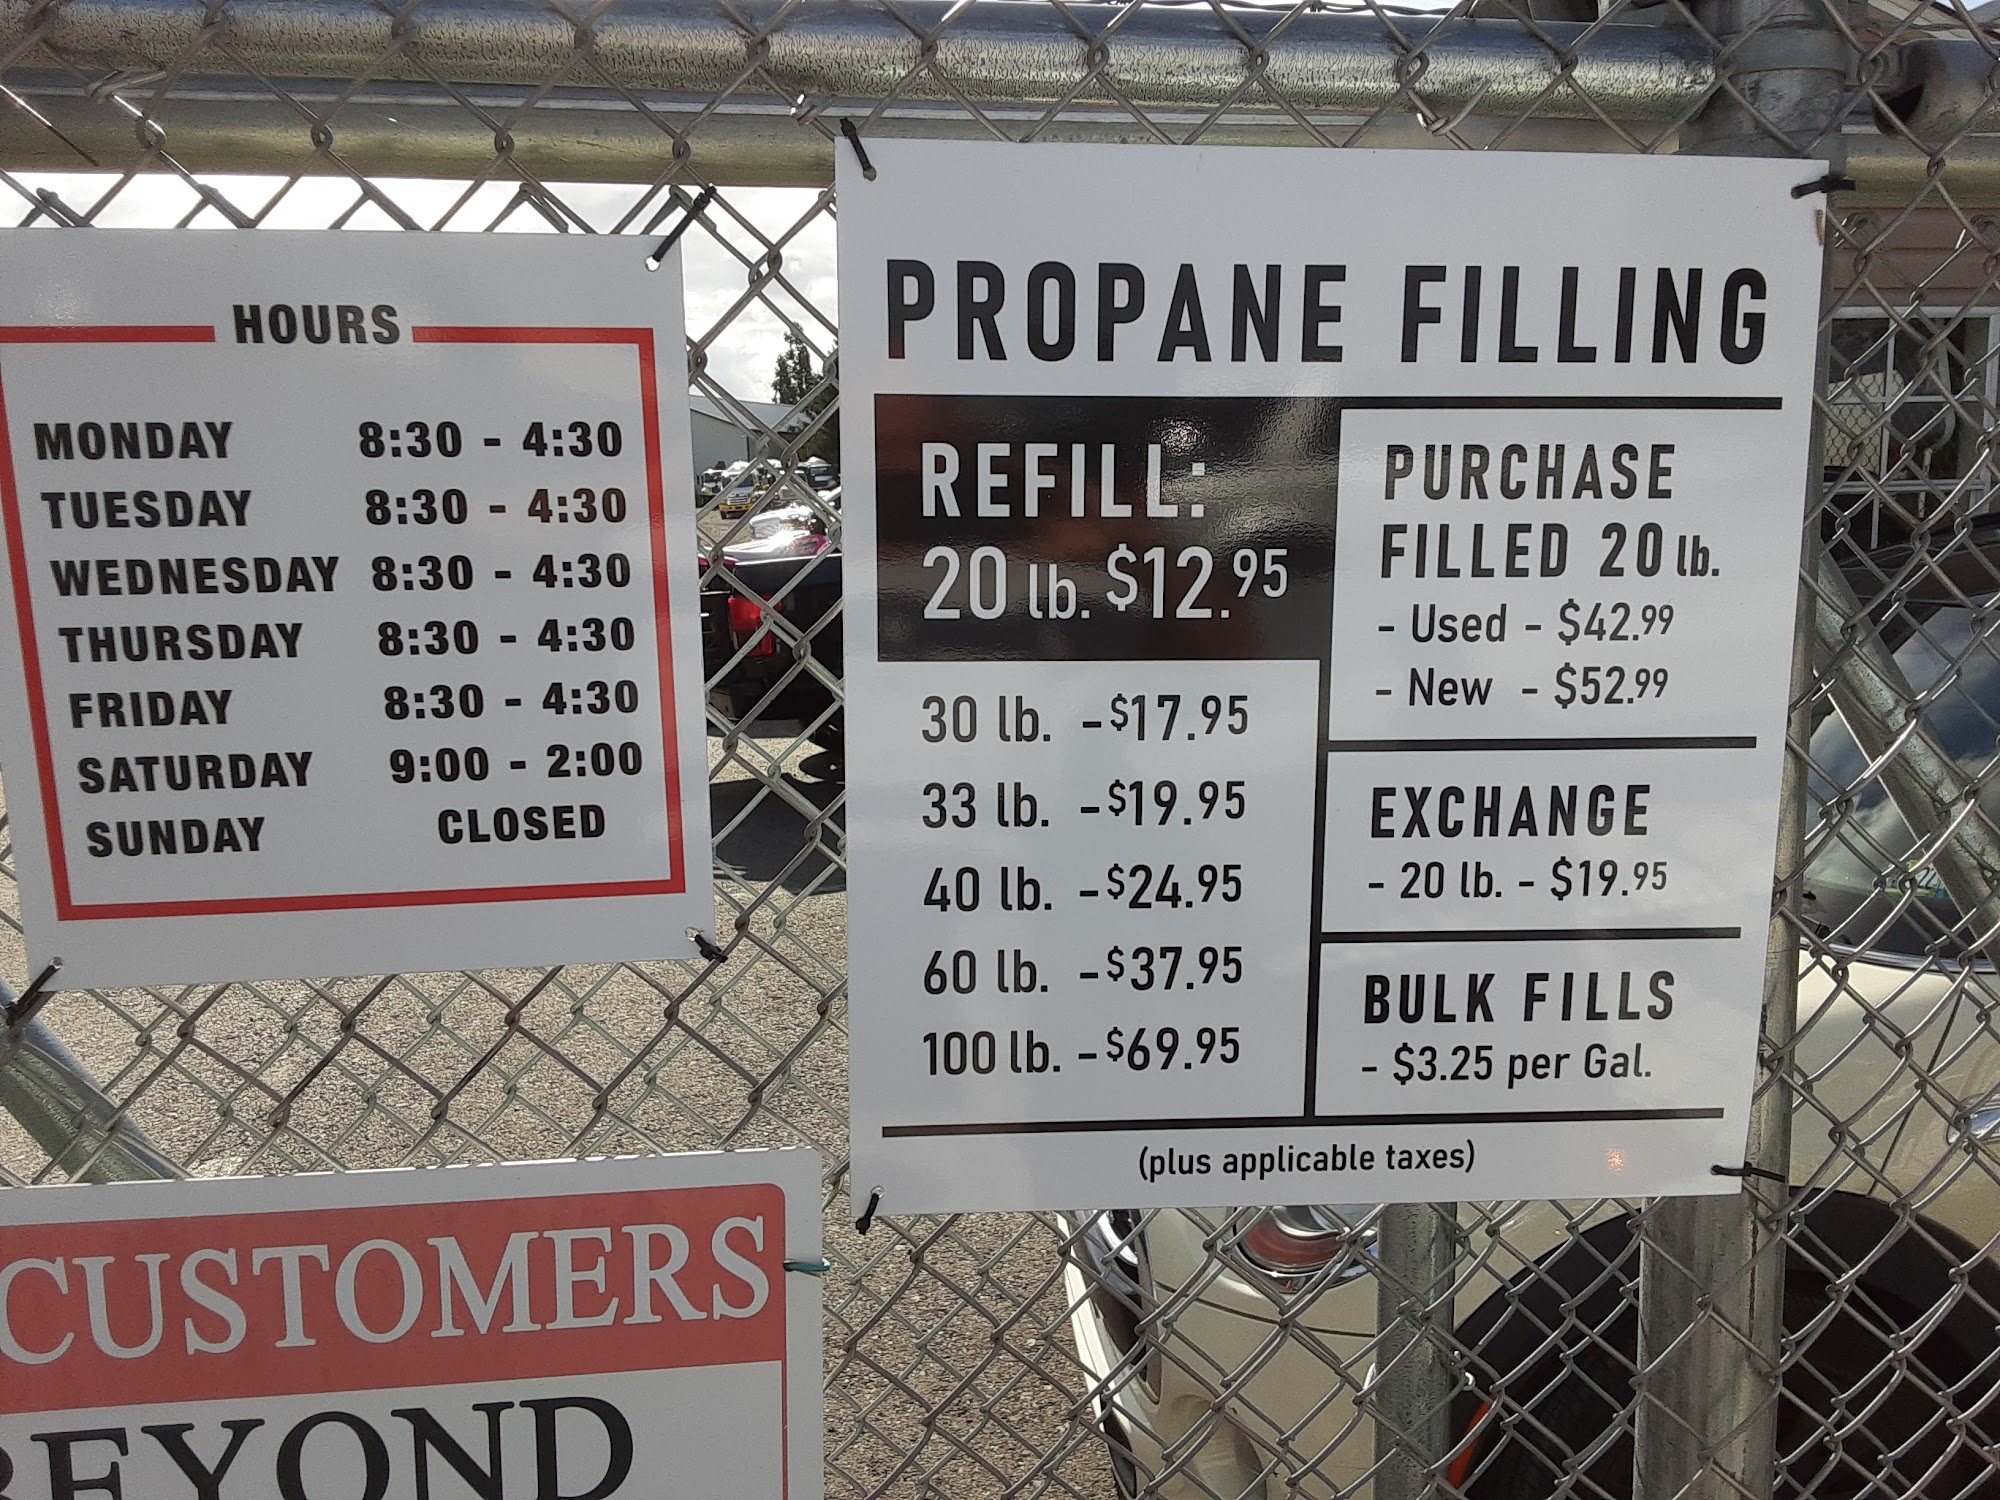 HOURS
MONDAY 8:30 - 4:30
TUESDAY 8:30 - 4:30
WEDNESDAY 8:30 - 4:30
THURSDAY 8:30 - 4:30
FRIDAY 8:30 - 4:30
SATURDAY 9:00 - 2:00
SUNDAY CLOSED
PROPANE FILLING
REFILL:
20 lb. $12.95
30 lb. - $17.95
33 lb. - $19.95
40 lb. - $24.95
60 lb. - $37.95
100 lb. - $69.95
PURCHASE
FILLED 20 lb.
- Used - $42.99
- New - $52.99
EXCHANGE
- 20 lb. - $19.95
BULK FILLS
- $3.25 per Gal.
(plus applicable taxes)
CUSTOMERS
BEYOND